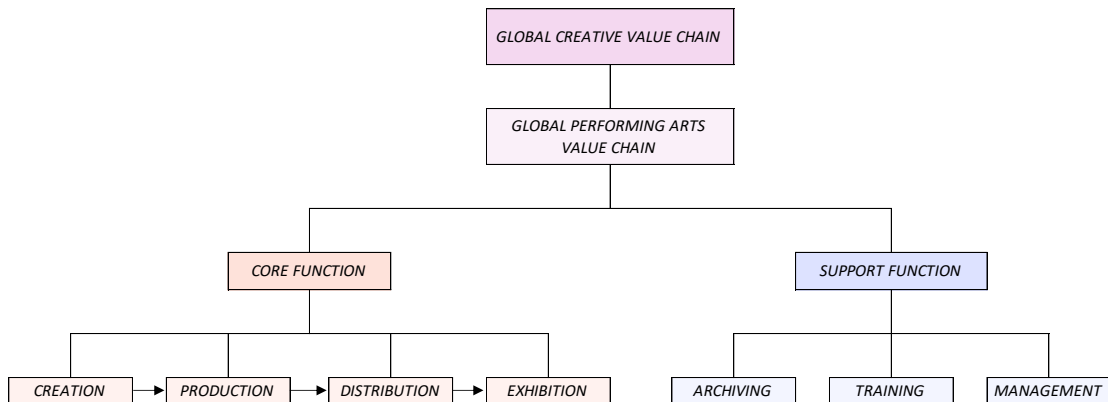 GLOBAL CREATIVE VALUE CHAIN
GLOBAL PERFORMING ARTS
VALUE CHAIN
CORE FUNCTION
SUPPORT FUNCTION
CREATION
PRODUCTION
DISTRIBUTION
EXHIBITION
ARCHIVING
TRAINING
MANAGEMENT